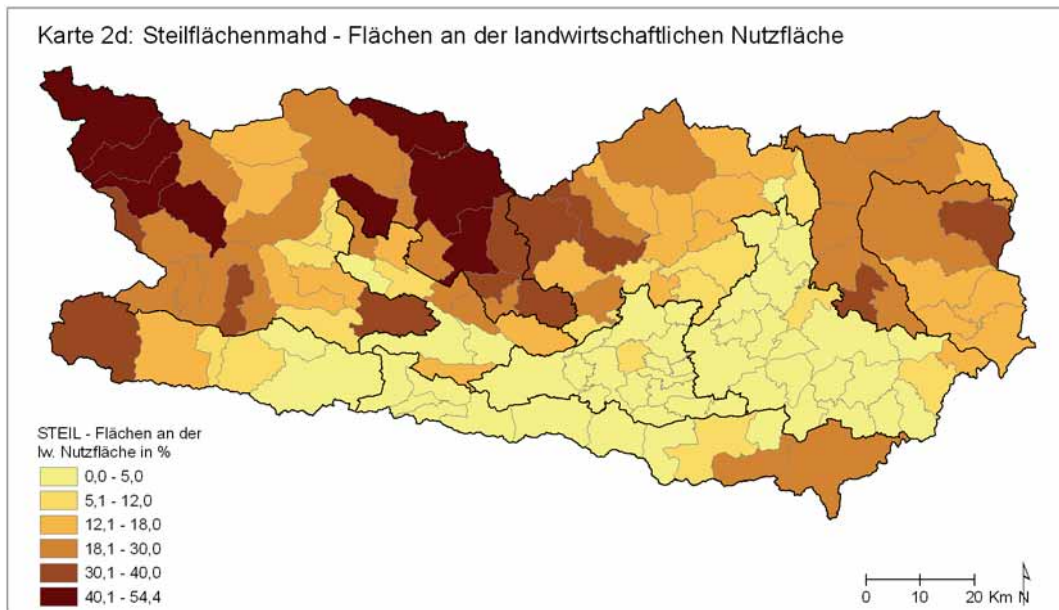 Karte 2d: Steilflächenmahd - Flächen an der landwirtschaftlichen Nutzfläche
STEIL - Flächen an der
lw. Nutzfläche in %
0,0 - 5,0
5,1 - 12,0
12,1 - 18,0
18,1 - 30,0
30,1 - 40,0
40,1 - 54,4
0 10 20 Km N